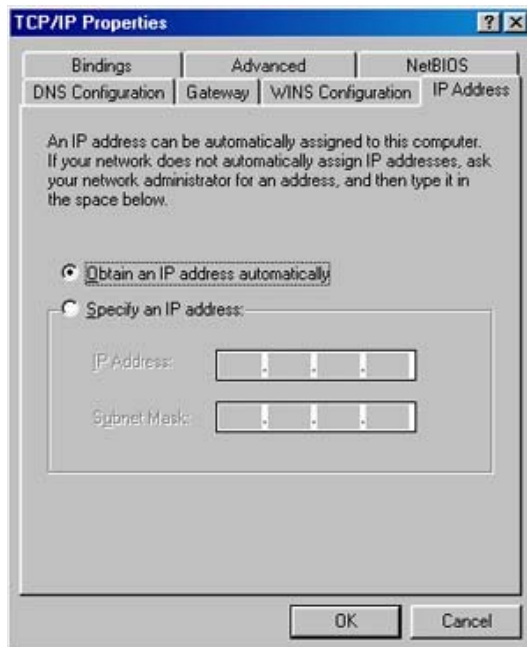 TCP/IP Properties
Bindings
Advanced
NetBIOS
DNS Configuration
Gateway
WINS Configuration
IP Address
An IP address can be automatically assigned to this computer.
If your network does not automatically assign IP addresses, ask
your network administrator for an address, and then type it in
the space below.
Obtain an IP address automatically
Specify an IP address:
IP Address:
Subnet Mask:
OK
Cancel